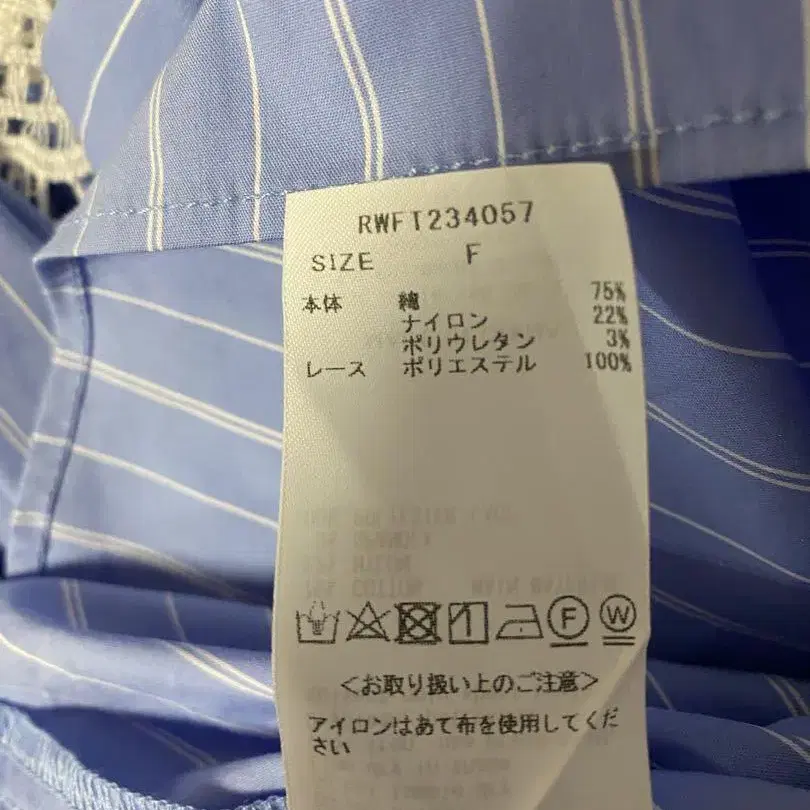 RWFT234057
SIZE F
本体 綿 75%
ナイロン 22%
ポリウレタン 3%
レース ポリエステル 100%
F W
<お取り扱い上のご注意>
アイロンはあて布を使用してくだ
さい